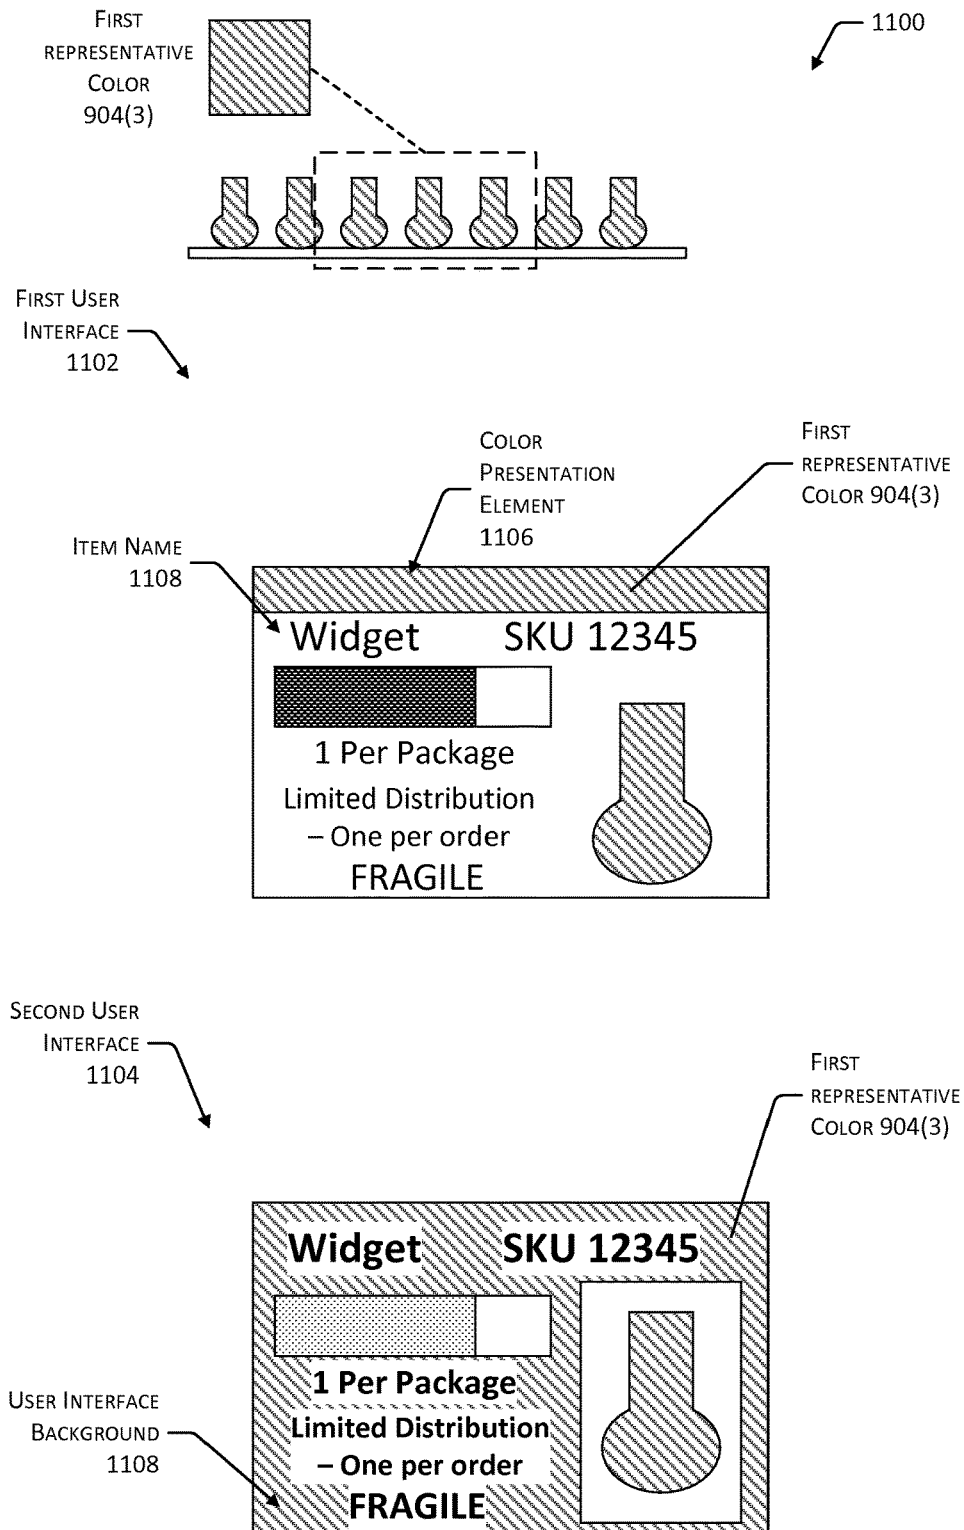 FIRST
REPRESENTATIVE
COLOR
904(3)
1100
FIRST USER
INTERFACE
1102
COLOR
PRESENTATION
ELEMENT
1106
FIRST
REPRESENTATIVE
COLOR 904(3)
ITEM NAME
1108
Widget SKU 12345
1 Per Package
Limited Distribution
– One per order
FRAGILE
SECOND USER
INTERFACE
1104
FIRST
REPRESENTATIVE
COLOR 904(3)
Widget SKU 12345
1 Per Package
Limited Distribution
– One per order
FRAGILE
USER INTERFACE
BACKGROUND
1108